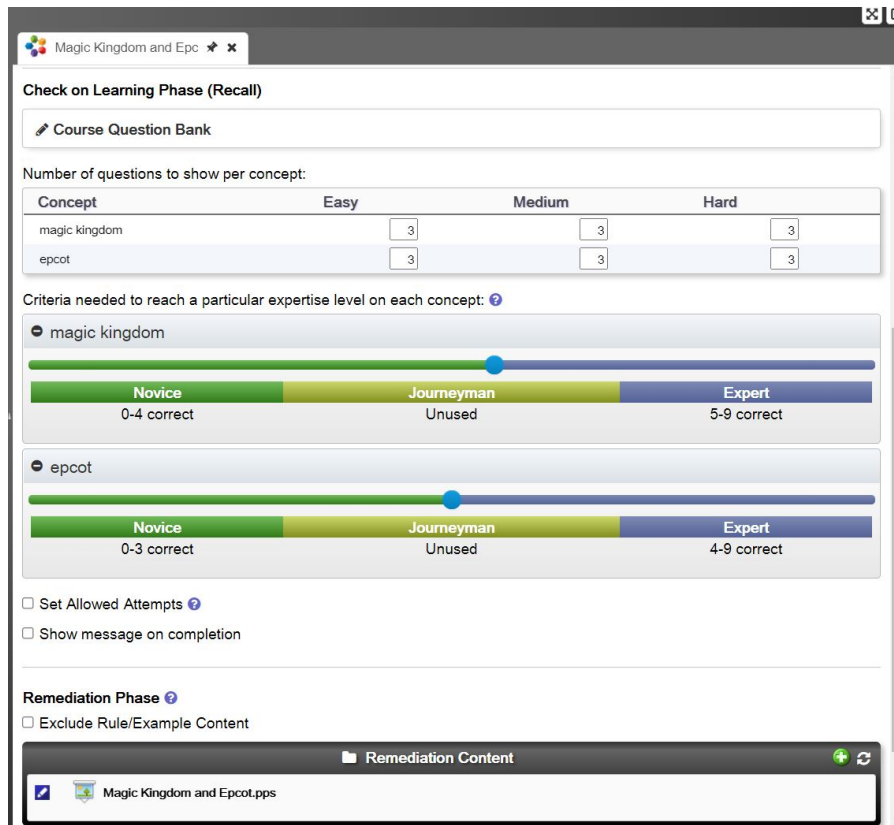 Magic Kingdom and Epc
Check on Learning Phase (Recall)
Course Question Bank
Number of questions to show per concept:
Concept Easy Medium Hard
magic kingdom 3 3 3
epcot 3 3 3
Criteria needed to reach a particular expertise level on each concept:
magic kingdom
Novice Journeyman Expert
0-4 correct Unused 5-9 correct
epcot
Novice Journeyman Expert
0-3 correct Unused 4-9 correct
Set Allowed Attempts
Show message on completion
Remediation Phase
Exclude Rule/Example Content
Remediation Content
Magic Kingdom and Epcot.pps